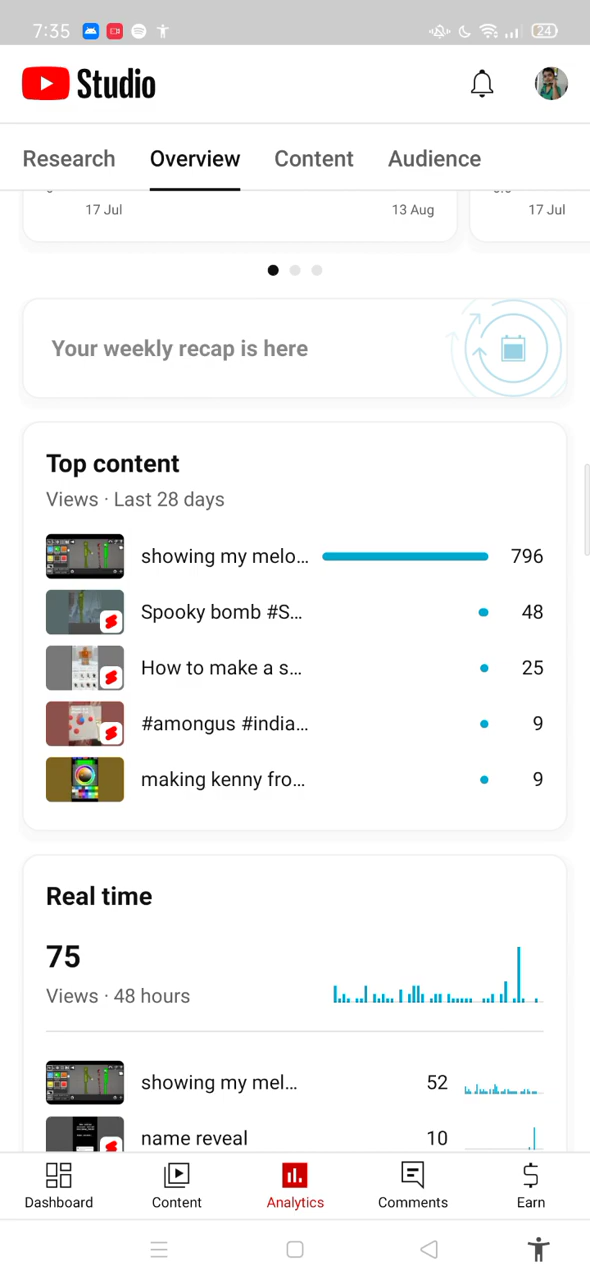 7:35
24
Studio
Research Overview Content Audience
17 Jul 13 Aug 17 Jul
Your weekly recap is here
Top content
Views · Last 28 days
showing my melo... 796
Spooky bomb #S... 48
How to make a s... 25
#amongus #india... 9
making kenny fro... 9
Real time
75
Views · 48 hours
showing my mel... 52
name reveal 10
Dashboard Content Analytics Comments Earn